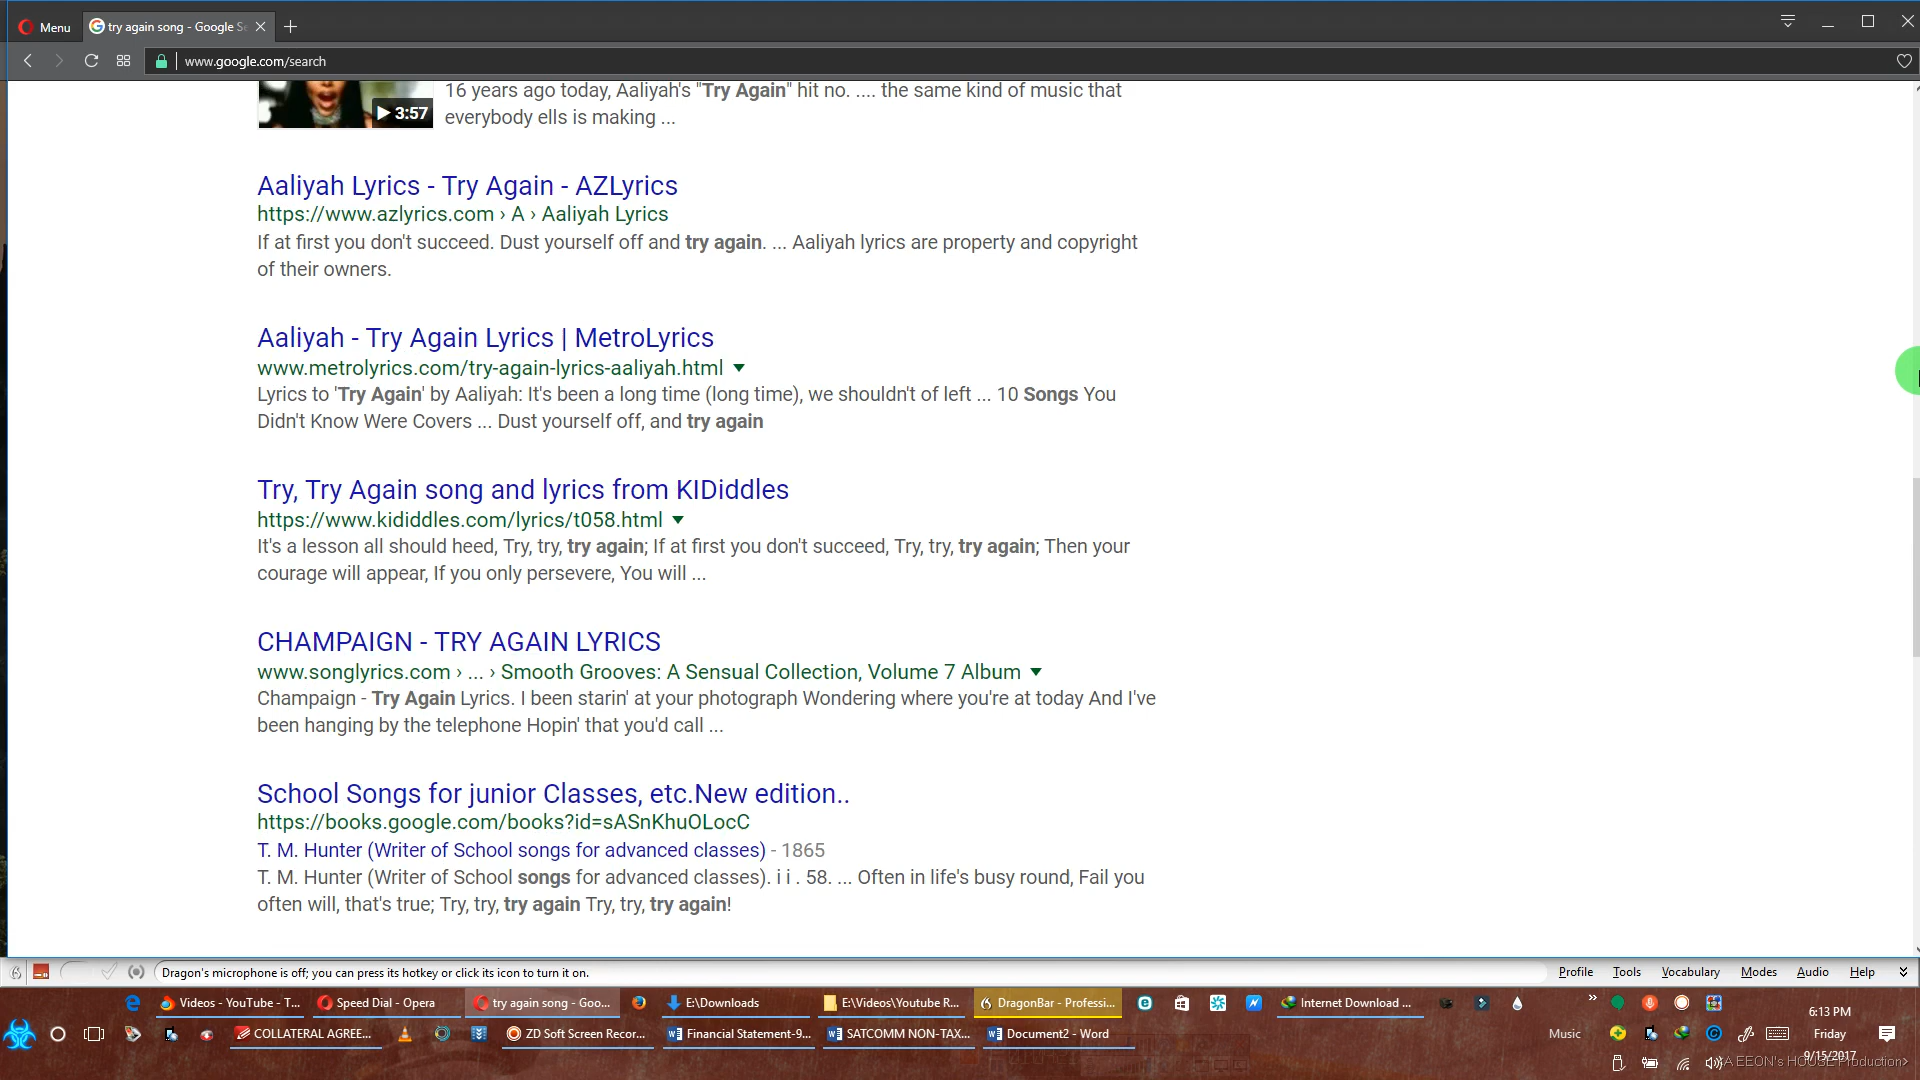 Menu
try again song - Google Se
www.google.com/search
16 years ago today, Aaliyah's "Try Again" hit no. .... the same kind of music that
everybody ells is making ...
3:57
Aaliyah Lyrics - Try Again - AZLyrics
https://www.azlyrics.com › A › Aaliyah Lyrics
If at first you don't succeed. Dust yourself off and try again. ... Aaliyah lyrics are property and copyright
of their owners.
Aaliyah - Try Again Lyrics | MetroLyrics
www.metrolyrics.com/try-again-lyrics-aaliyah.html
Lyrics to 'Try Again' by Aaliyah: It's been a long time (long time), we shouldn't of left ... 10 Songs You
Didn't Know Were Covers ... Dust yourself off, and try again
Try, Try Again song and lyrics from KIDiddles
https://www.kididdles.com/lyrics/t058.html
It's a lesson all should heed, Try, try, try again; If at first you don't succeed, Try, try, try again; Then your
courage will appear, If you only persevere, You will ...
CHAMPAIGN - TRY AGAIN LYRICS
www.songlyrics.com › ... › Smooth Grooves: A Sensual Collection, Volume 7 Album
Champaign - Try Again Lyrics. I been starin' at your photograph Wondering where you're at today And I've
been hanging by the telephone Hopin' that you'd call ...
School Songs for junior Classes, etc.New edition..
https://books.google.com/books?id=sASnKhuOLocC
T. M. Hunter (Writer of School songs for advanced classes) - 1865
T. M. Hunter (Writer of School songs for advanced classes). i i . 58. ... Often in life's busy round, Fail you
often will, that's true; Try, try, try again Try, try, try again!
Dragon's microphone is off; you can press its hotkey or click its icon to turn it on.
Profile Tools Vocabulary Modes Audio Help
Videos - YouTube - T... Speed Dial - Opera try again song - Goo... E:\Downloads E:\Videos\Youtube R... DragonBar - Professi... Internet Download ...
6:13 PM
COLLATERAL AGREE... ZD Soft Screen Recor... Financial Statement-9... SATCOMM NON-TAX... Document2 - Word Music
Friday
9/15/2017
A EEON's HOUSE Production>